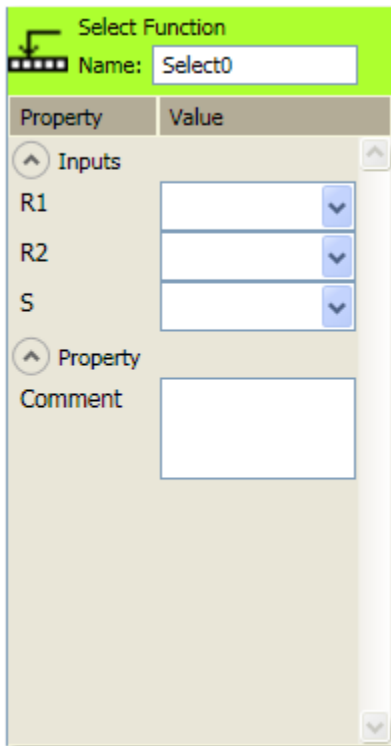 Select Function
Name: Select0
Property Value
Inputs
R1
R2
S
Property
Comment